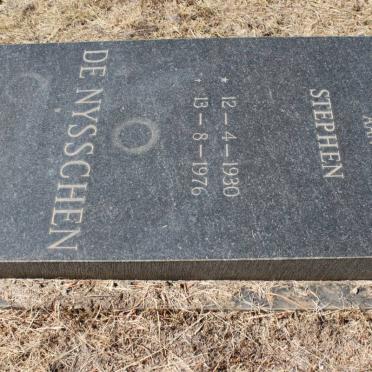 STEPHEN
* 12-4-1930
† 13-8-1976
DE NYSSCHEN